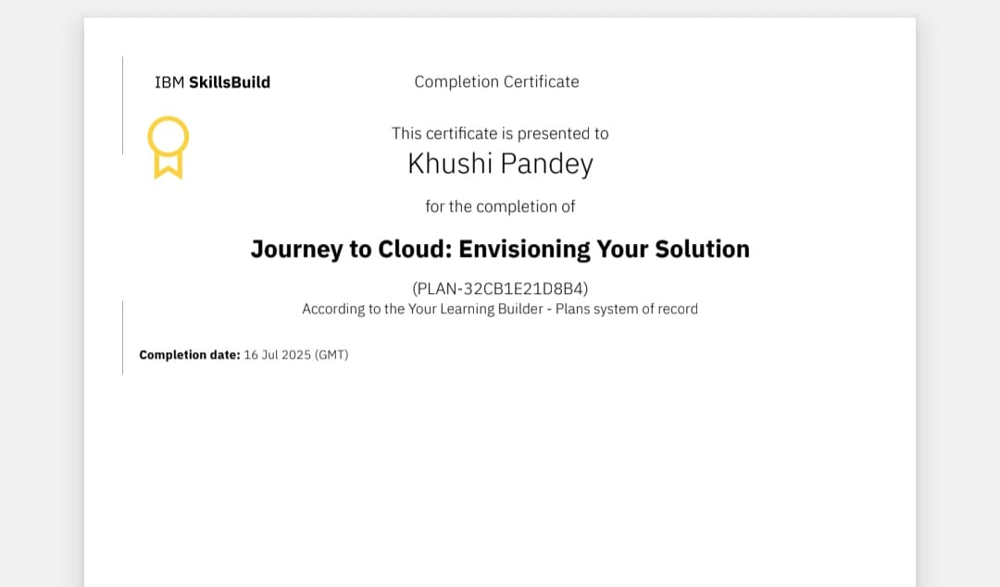 IBM SkillsBuild
Completion Certificate
This certificate is presented to
Khushi Pandey
for the completion of
Journey to Cloud: Envisioning Your Solution
(PLAN-32CB1E21D8B4)
According to the Your Learning Builder - Plans system of record
Completion date: 16 Jul 2025 (GMT)